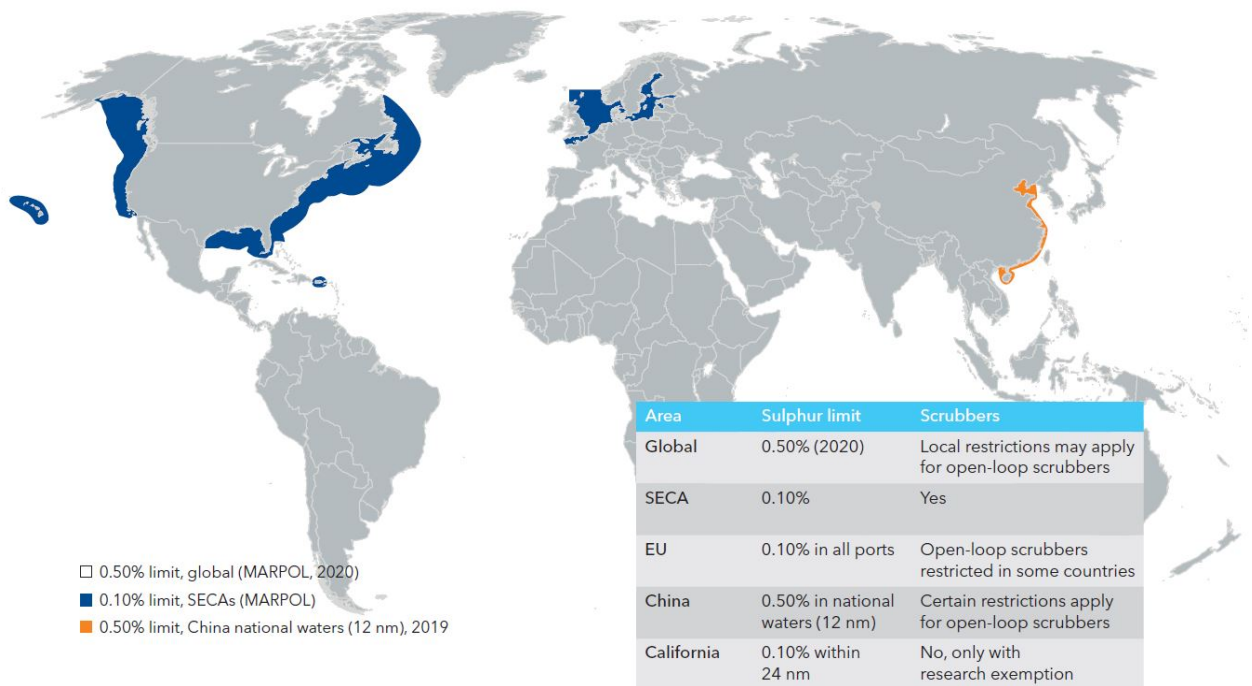 Area Sulphur limit Scrubbers
Global 0.50% (2020) Local restrictions may apply
for open-loop scrubbers
SECA 0.10% Yes
EU 0.10% in all ports Open-loop scrubbers
restricted in some countries
China 0.50% in national Certain restrictions apply
waters (12 nm) for open-loop scrubbers
California 0.10% within No, only with
24 nm research exemption
0.50% limit, global (MARPOL, 2020)
0.10% limit, SECAs (MARPOL)
0.50% limit, China national waters (12 nm), 2019